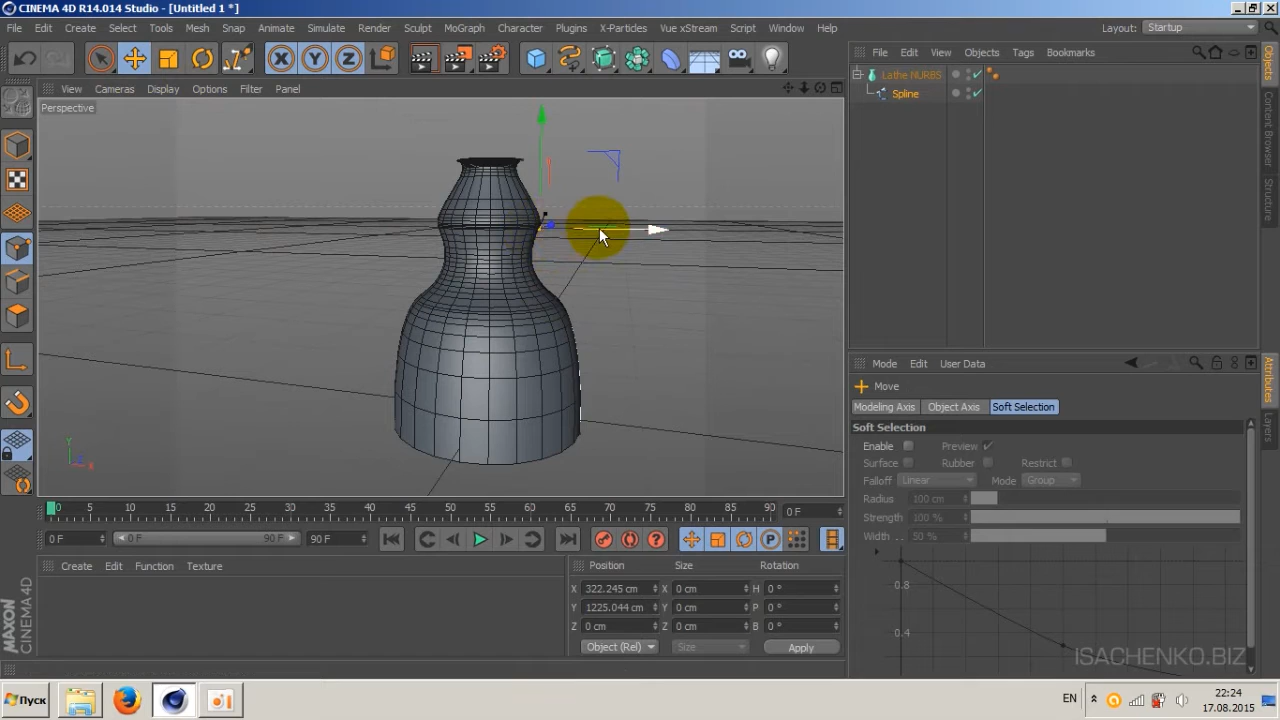 CINEMA 4D R14.014 Studio - [Untitled 1 *]
File Edit Create Select Tools Mesh Snap Animate Simulate Render Sculpt MoGraph Character Plugins X-Particles Vue xStream Script Window Help Layout: Startup
X Y Z
File Edit View Objects Tags Bookmarks
Lathe NURBS
Spline
Objects
Content Browser
Structure
View Cameras Display Options Filter Panel
Perspective
Y
X
Mode Edit User Data
Move
Modeling Axis Object Axis Soft Selection
Soft Selection
Enable Preview
Surface Rubber Restrict
Falloff Linear Mode Group
Radius 100 cm
Strength 100 %
Width . . 50 %
0.8
0.4
Attributes
Layers
0 5 10 15 20 25 30 35 40 45 50 55 60 65 70 75 80 85 90 0 F
0 F 0 F 90 F 90 F
P
Create Edit Function Texture
Position Size Rotation
X 322.245 cm X 0 cm H 0 °
Y 1225.044 cm Y 0 cm P 0 °
Z 0 cm Z 0 cm B 0 °
Object (Rel) Size Apply
MAXON
CINEMA 4D
ISACHENKO.BIZ
Пуск
EN
22:24
17.08.2015